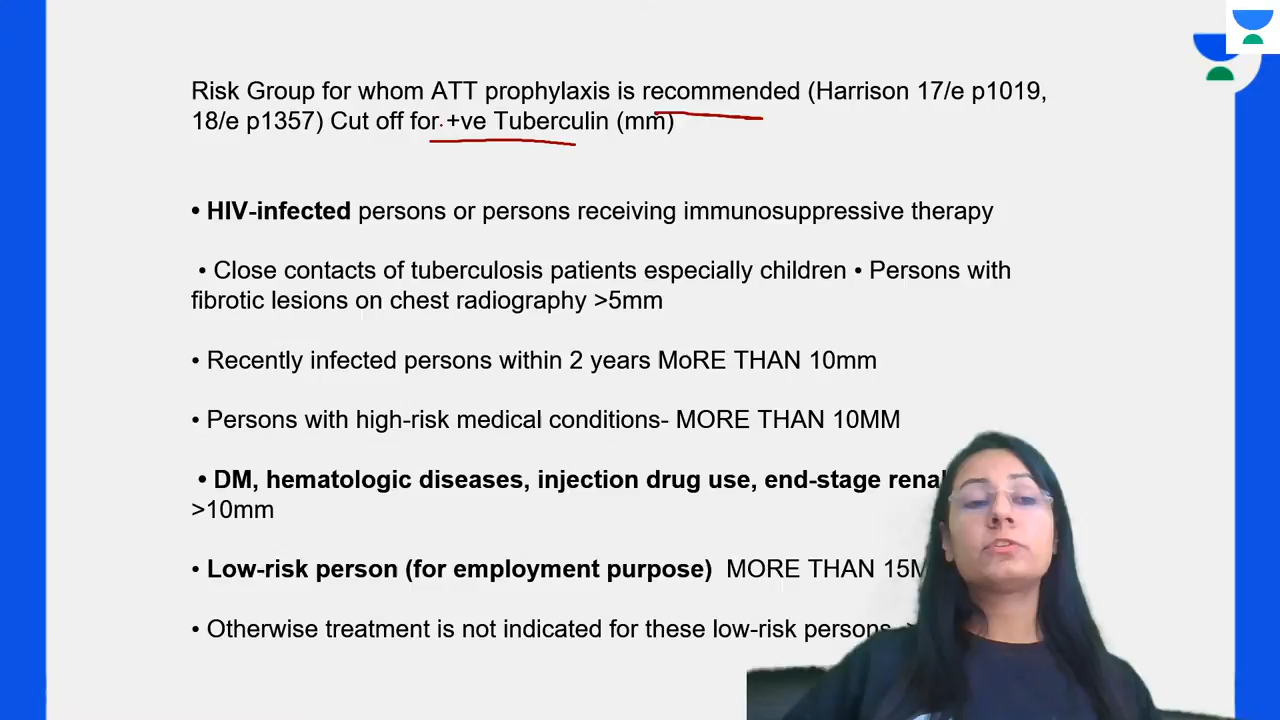 Risk Group for whom ATT prophylaxis is recommended (Harrison 17/e p1019,
18/e p1357) Cut off for +ve Tuberculin (mm)
• HIV-infected persons or persons receiving immunosuppressive therapy
• Close contacts of tuberculosis patients especially children • Persons with
fibrotic lesions on chest radiography >5mm
• Recently infected persons within 2 years MoRE THAN 10mm
• Persons with high-risk medical conditions- MORE THAN 10MM
• DM, hematologic diseases, injection drug use, end-stage renal
>10mm
• Low-risk person (for employment purpose) MORE THAN
• Otherwise treatment is not indicated for these low-risk persons